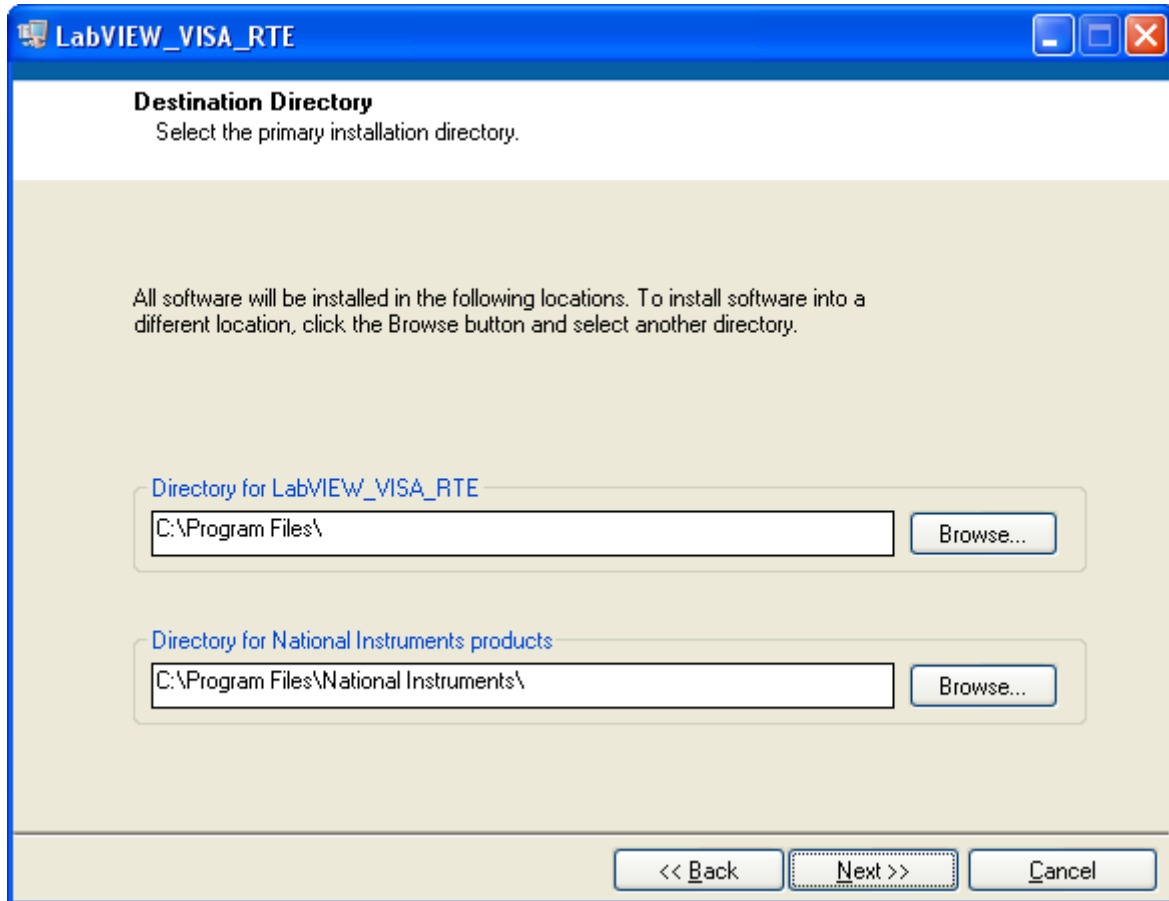 LabVIEW_VISA_RTE
Destination Directory
Select the primary installation directory.
All software will be installed in the following locations. To install software into a
different location, click the Browse button and select another directory.
Directory for LabVIEW_VISA_RTE
C:\Program Files\
Browse...
Directory for National Instruments products
C:\Program Files\National Instruments\
Browse...
<< Back
Next >>
Cancel